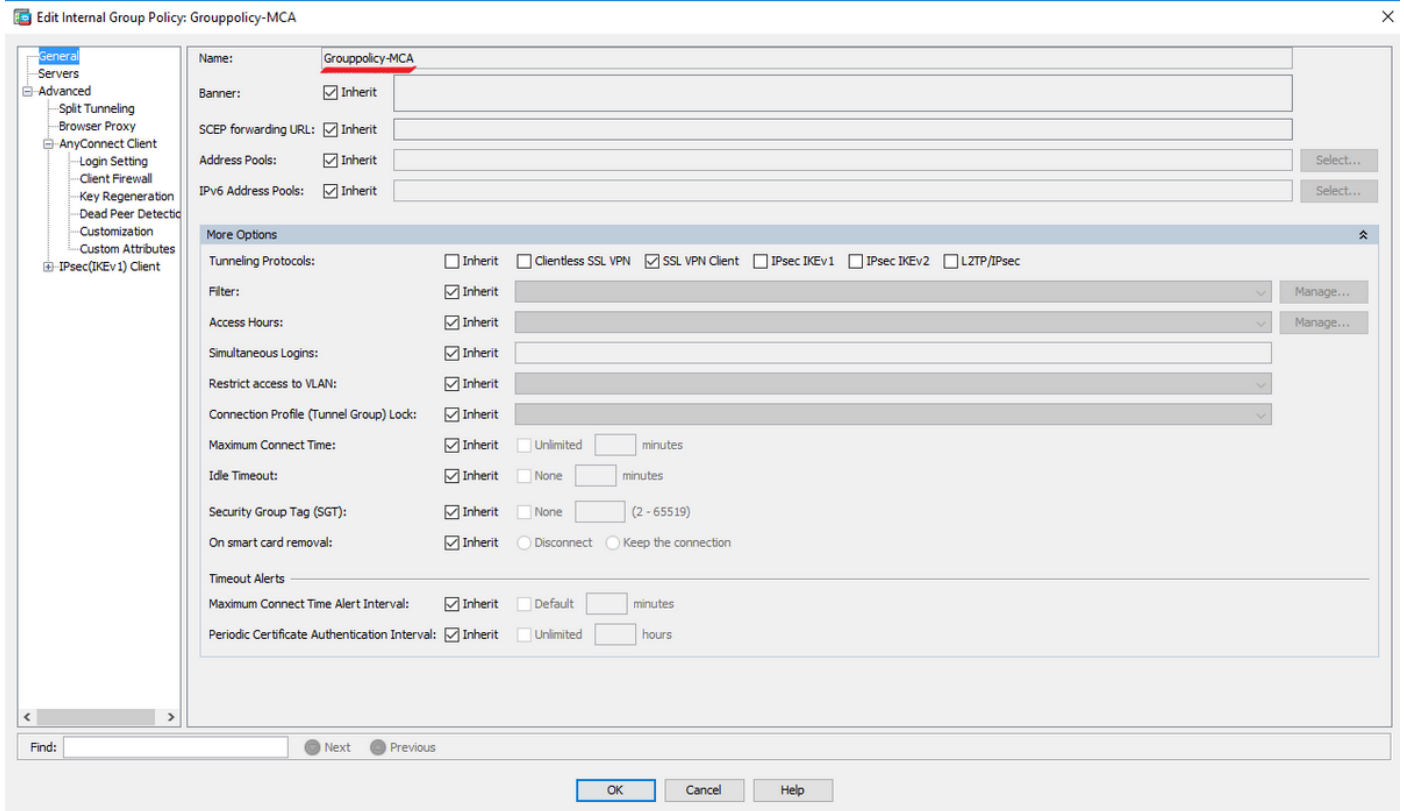 Edit Internal Group Policy: Grouppolicy-MCA
General
Servers
Advanced
Split Tunneling
Browser Proxy
AnyConnect Client
Login Setting
Client Firewall
Key Regeneration
Dead Peer Detectio
Customization
Custom Attributes
IPsec(IKEv1) Client
Name: Grouppolicy-MCA
Banner: Inherit
SCEP forwarding URL: Inherit
Address Pools: Inherit Select...
IPv6 Address Pools: Inherit Select...
More Options
Tunneling Protocols: Inherit Clientless SSL VPN SSL VPN Client IPsec IKEv1 IPsec IKEv2 L2TP/IPsec
Filter: Inherit Manage...
Access Hours: Inherit Manage...
Simultaneous Logins: Inherit
Restrict access to VLAN: Inherit
Connection Profile (Tunnel Group) Lock: Inherit
Maximum Connect Time: Inherit Unlimited minutes
Idle Timeout: Inherit None minutes
Security Group Tag (SGT): Inherit None (2 - 65519)
On smart card removal: Inherit Disconnect Keep the connection
Timeout Alerts
Maximum Connect Time Alert Interval: Inherit Default minutes
Periodic Certificate Authentication Interval: Inherit Unlimited hours
Find: Next Previous
OK Cancel Help